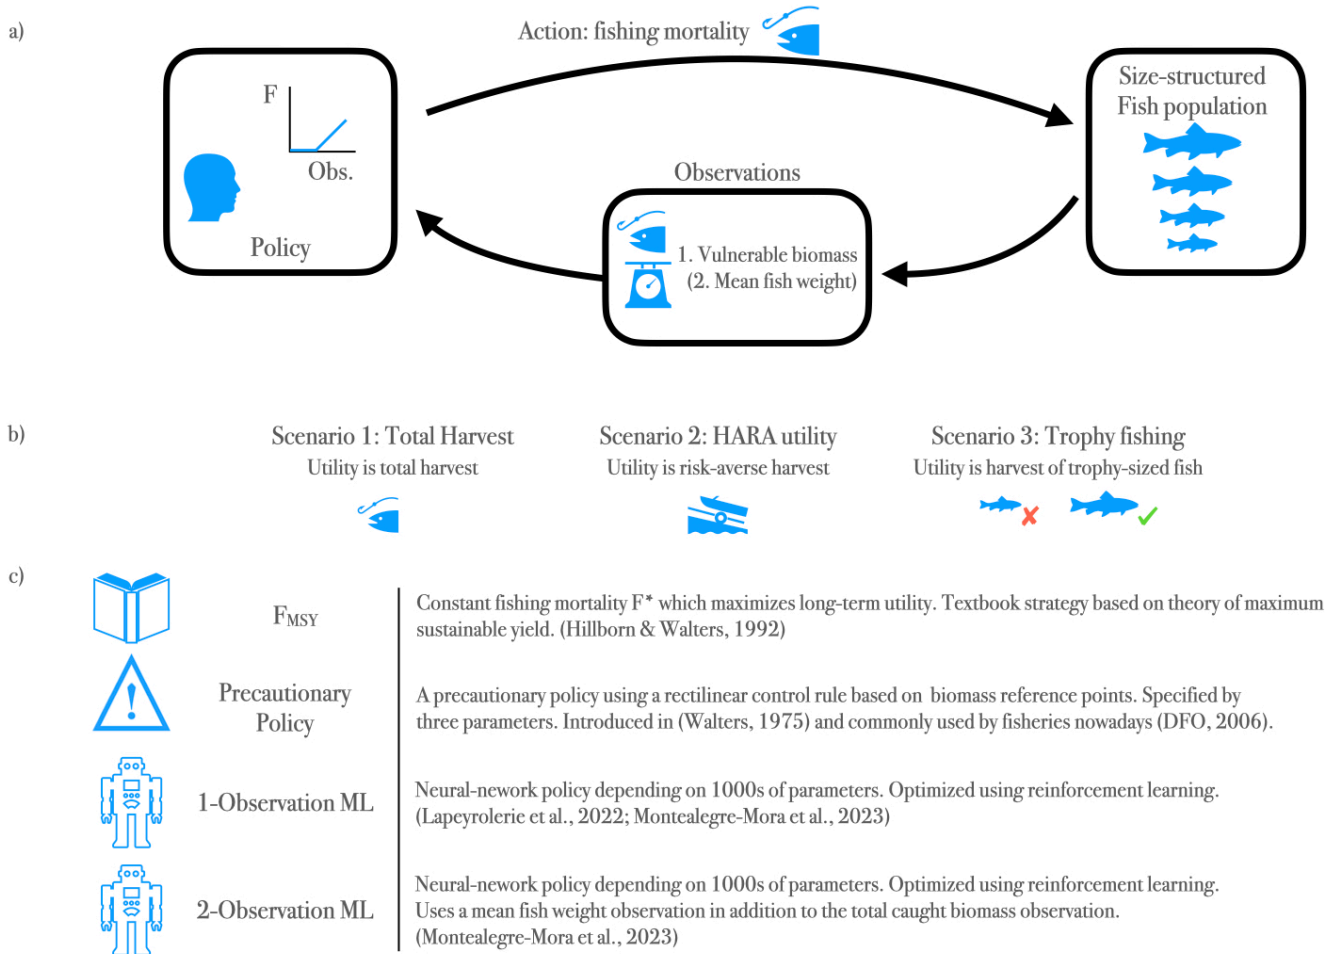 a)
Action: fishing mortality
F
Obs.
Policy
Size-structured
Fish population
Observations
1. Vulnerable biomass
(2. Mean fish weight)
b)
Scenario 1: Total Harvest
Utility is total harvest
Scenario 2: HARA utility
Utility is risk-averse harvest
Scenario 3: Trophy fishing
Utility is harvest of trophy-sized fish
c)
FMSY
Constant fishing mortality F* which maximizes long-term utility. Textbook strategy based on theory of maximum
sustainable yield. (Hillborn & Walters, 1992)
Precautionary
Policy
A precautionary policy using a rectilinear control rule based on biomass reference points. Specified by
three parameters. Introduced in (Walters, 1975) and commonly used by fisheries nowadays (DFO, 2006).
1-Observation ML
Neural-nework policy depending on 1000s of parameters. Optimized using reinforcement learning.
(Lapeyrolerie et al., 2022; Montealegre-Mora et al., 2023)
2-Observation ML
Neural-nework policy depending on 1000s of parameters. Optimized using reinforcement learning.
Uses a mean fish weight observation in addition to the total caught biomass observation.
(Montealegre-Mora et al., 2023)